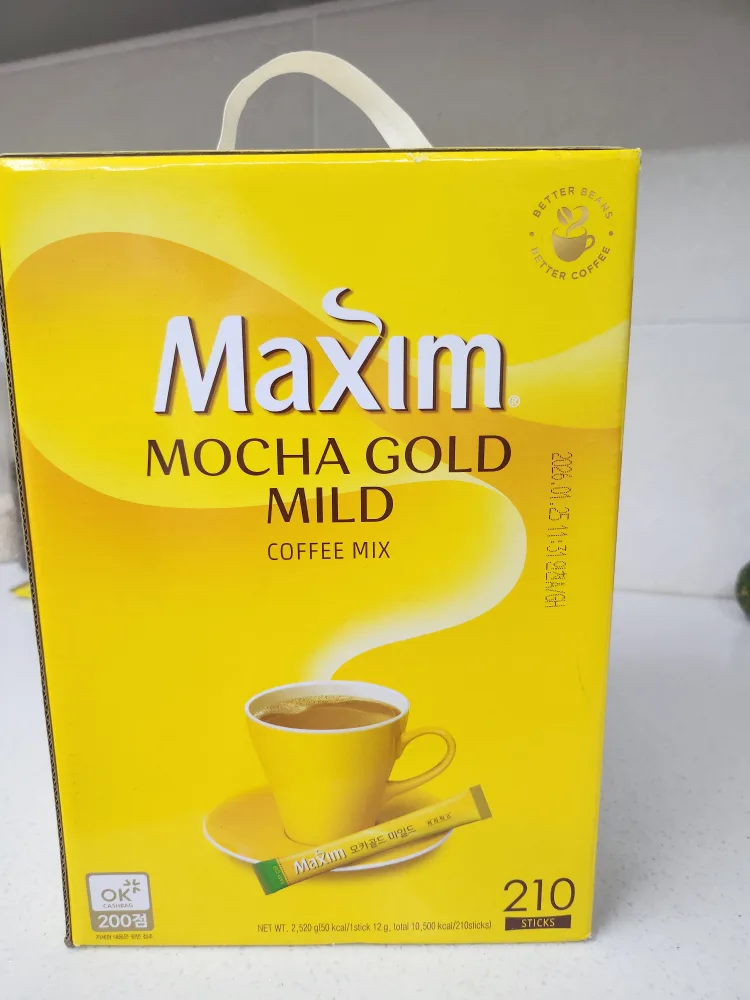 BETTER BEANS
BETTER COFFEE
Maxim®
MOCHA GOLD
MILD
COFFEE MIX
2026.01.25 11:31
Maxim 모카골드 마일드
OK
CASHBAG
200점
NET WT. 2,520 g(50 kcal/1stick 12 g, total 10,500 kcal/210sticks)
210
STICKS